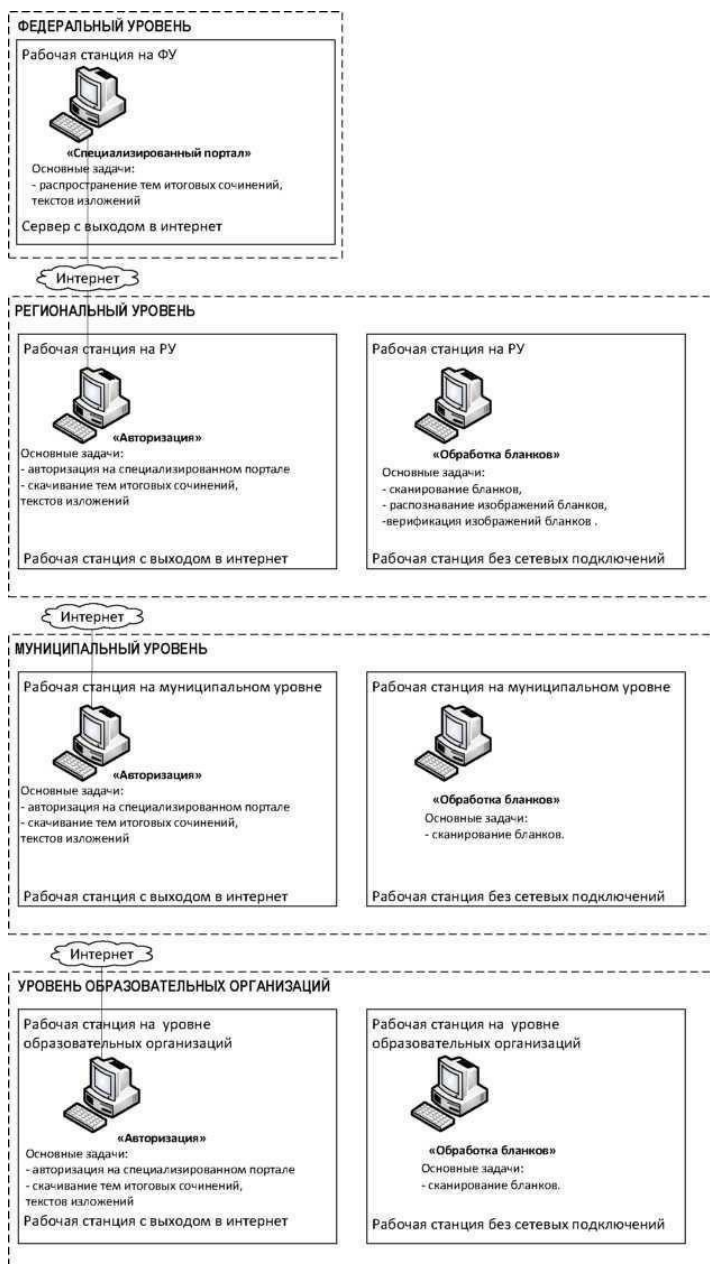 ФЕДЕРАЛЬНЫЙ УРОВЕНЬ
Рабочая станция на ФУ
«Специализированный портал»
Основные задачи:
- распространение тем итоговых сочинений,
текстов изложений
Сервер с выходом в интернет
Интернет
РЕГИОНАЛЬНЫЙ УРОВЕНЬ
Рабочая станция на РУ
«Авторизация»
Основные задачи:
- авторизация на специализированном портале
- скачивание тем итоговых сочинений,
текстов изложений
Рабочая станция с выходом в интернет
Рабочая станция на РУ
«Обработка бланков»
Основные задачи:
- сканирование бланков,
- распознавание изображений бланков,
-верификация изображений бланков .
Рабочая станция без сетевых подключений
Интернет
МУНИЦИПАЛЬНЫЙ УРОВЕНЬ
Рабочая станция на муниципальном уровне
«Авторизация»
Основные задачи:
- авторизация на специализированном портале
- скачивание тем итоговых сочинений,
текстов изложений
Рабочая станция с выходом в интернет
Рабочая станция на муниципальном уровне
«Обработка бланков»
Основные задачи:
- сканирование бланков.
Рабочая станция без сетевых подключений
Интернет
УРОВЕНЬ ОБРАЗОВАТЕЛЬНЫХ ОРГАНИЗАЦИЙ
Рабочая станция на уровне
образовательных организаций
«Авторизация»
Основные задачи:
- авторизация на специализированном портале
- скачивание тем итоговых сочинений,
текстов изложений
Рабочая станция с выходом в интернет
Рабочая станция на уровне
образовательных организаций
«Обработка бланков»
Основные задачи:
- сканирование бланков.
Рабочая станция без сетевых подключений